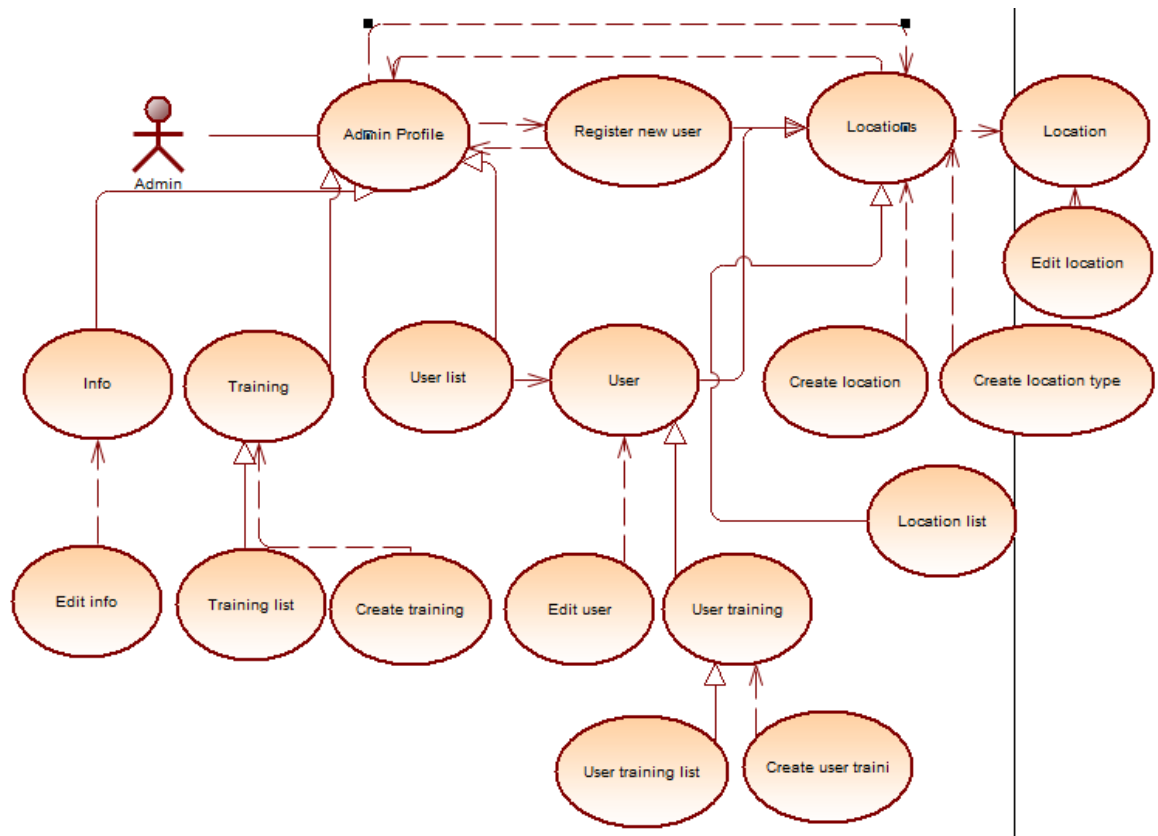 Admin Profile
Register new user
Locations
Location
Admin
Edit location
Info
Training
User list
User
Create location
Create location type
Location list
Edit info
Training list
Create training
Edit user
User training
User training list
Create user traini